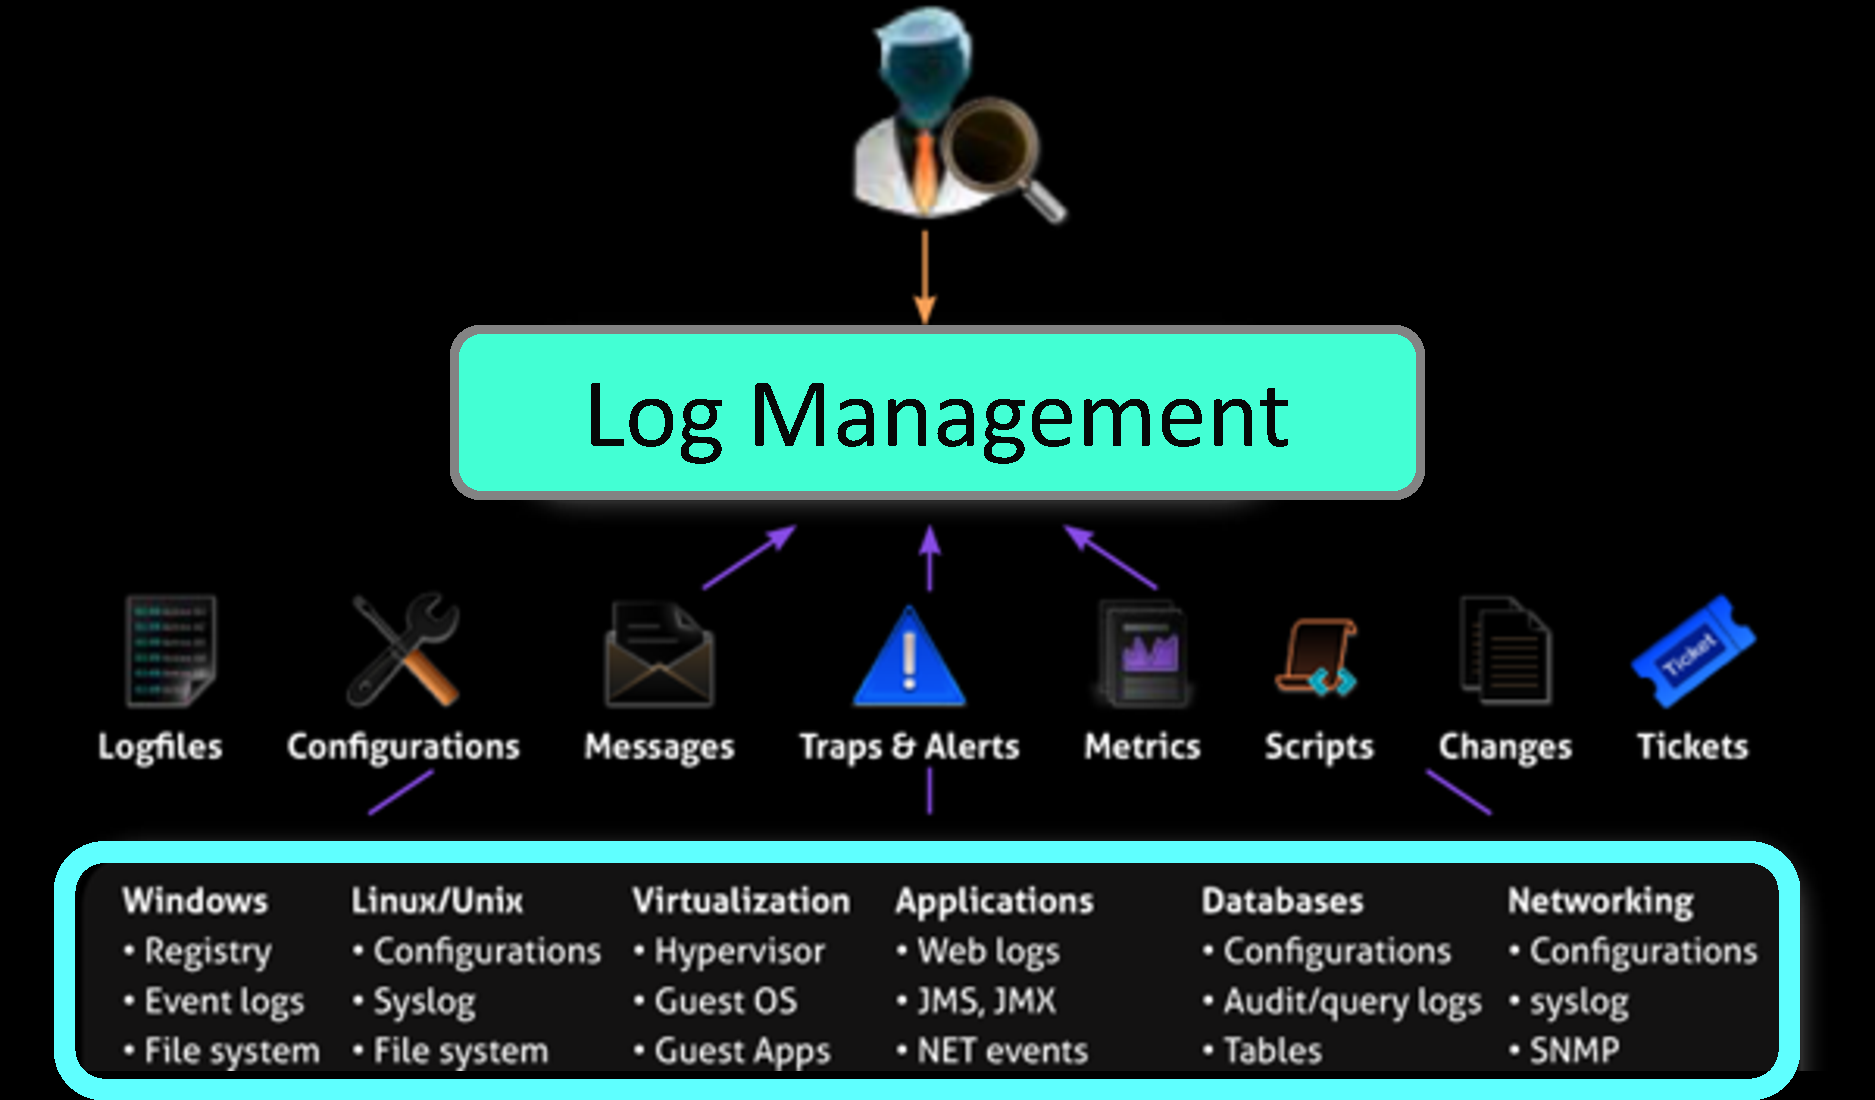 Log Management
Logfiles
Configurations
Messages
Traps & Alerts
Metrics
Scripts
Changes
Ticket
Tickets
Windows
• Registry
• Event logs
• File system
Linux/Unix
• Configurations
• Syslog
• File system
Virtualization
• Hypervisor
• Guest OS
• Guest Apps
Applications
• Web logs
• JMS, JMX
• NET events
Databases
• Configurations
• Audit/query logs
• Tables
Networking
• Configurations
• syslog
• SNMP